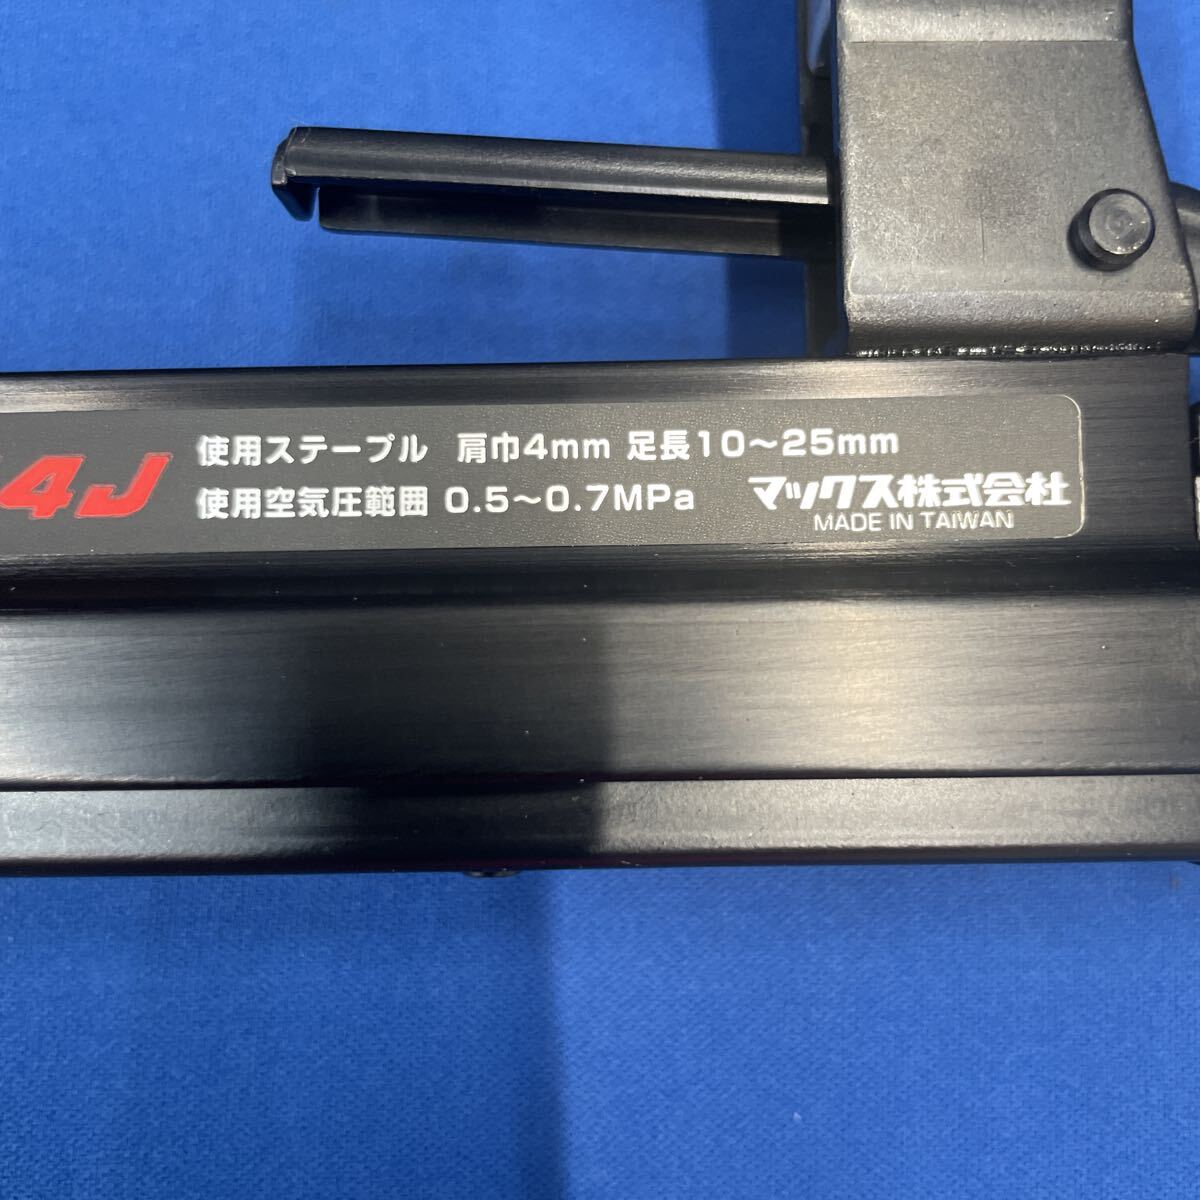 4J
使用ステープル 肩巾4mm 足長10～25mm
使用空気圧範囲 0.5～0.7MPa
マックス株式会社
MADE IN TAIWAN